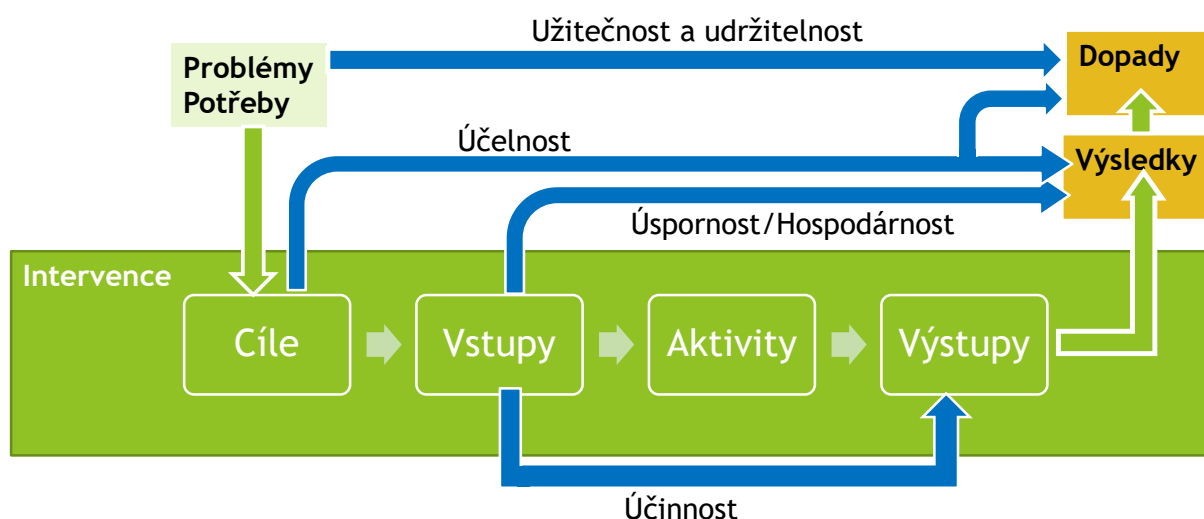 Užitečnost a udržitelnost
Problémy
Potřeby
Dopady
Účelnost
Výsledky
Úspornost/Hospodárnost
Intervence
Cíle
Vstupy
Aktivity
Výstupy
Účinnost